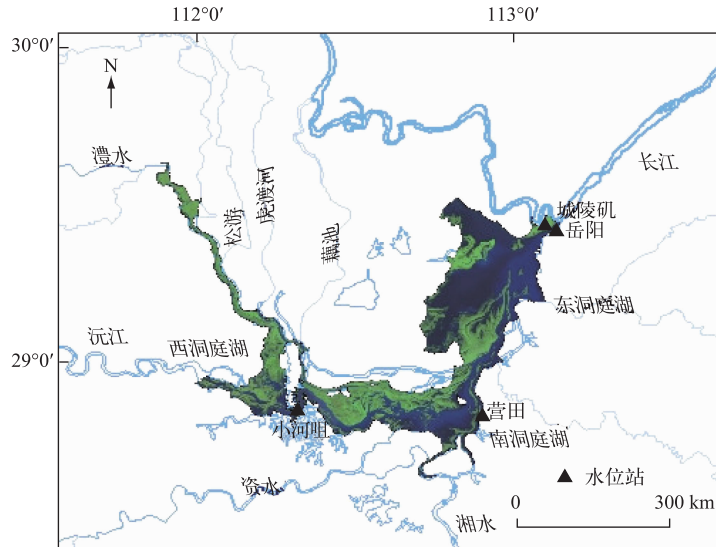 112°0′
113°0′
30°0′
N
澧水
长江
虎渡河
松游
藕池
城陵矶
岳阳
东洞庭湖
沅江
西洞庭湖
29°0′
小河咀
营田
南洞庭湖
资水
水位站
湘水
0
300 km